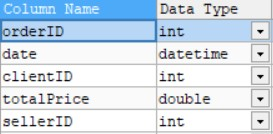 Column Name Data Type
orderID int
date datetime
clientID int
totalPrice double
sellerID int